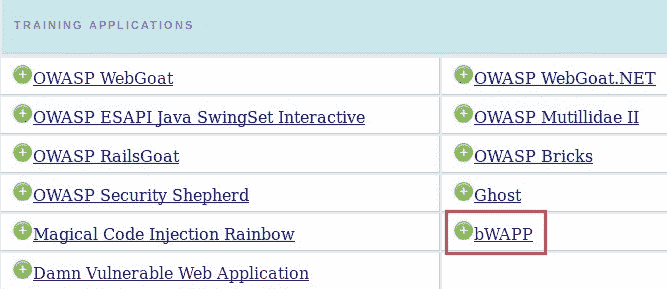 TRAINING APPLICATIONS
OWASP WebGoat
OWASP WebGoat.NET
OWASP ESAPI Java SwingSet Interactive
OWASP Mutillidae II
OWASP RailsGoat
OWASP Bricks
OWASP Security Shepherd
Ghost
Magical Code Injection Rainbow
bWAPP
Damn Vulnerable Web Application